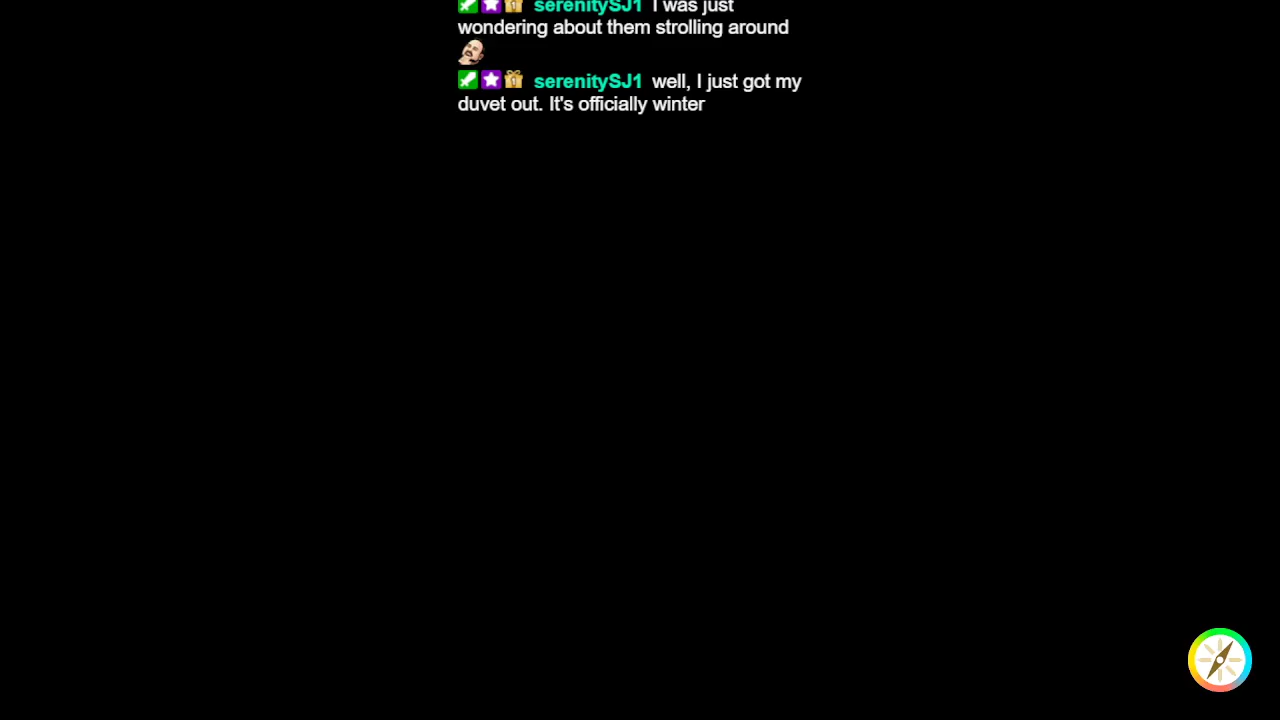 serenitySJ1 I was just
wondering about them strolling around
serenitySJ1 well, I just got my
duvet out. It's officially winter